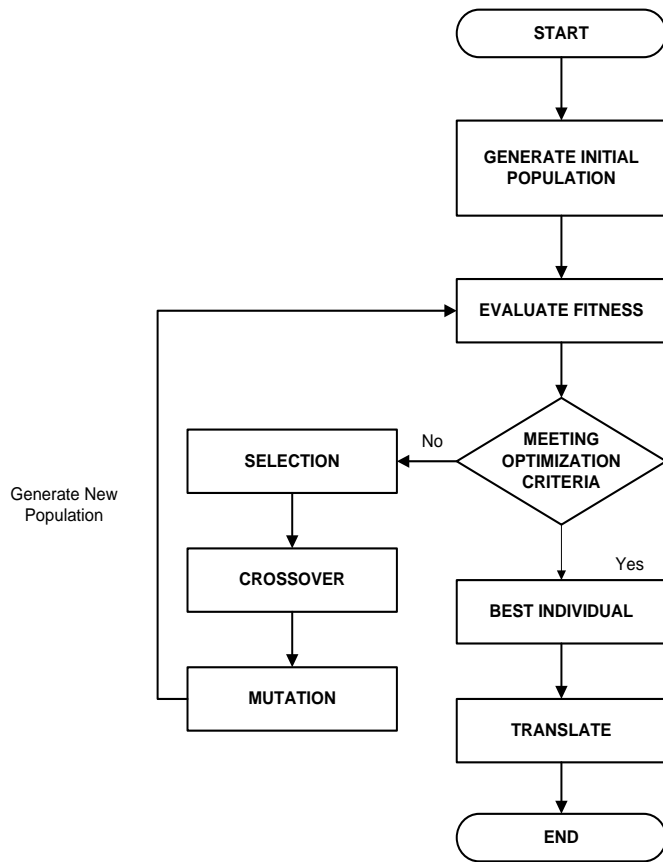 START
GENERATE INITIAL
POPULATION
EVALUATE FITNESS
MEETING
OPTIMIZATION
CRITERIA
No
SELECTION
Generate New
Population
CROSSOVER
MUTATION
Yes
BEST INDIVIDUAL
TRANSLATE
END